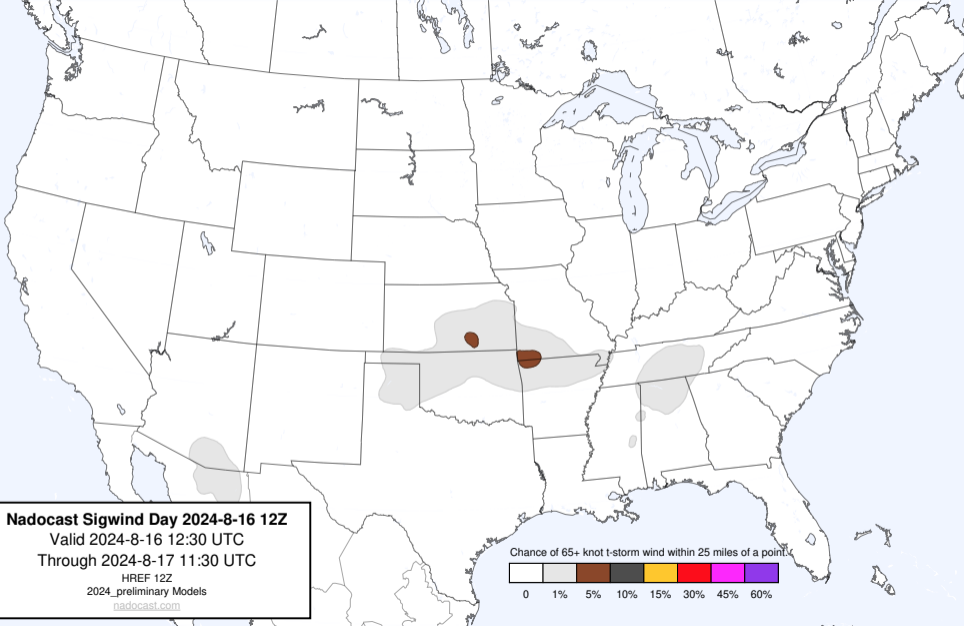 Nadocast Sigwind Day 2024-8-16 12Z
Valid 2024-8-16 12:30 UTC
Through 2024-8-17 11:30 UTC
HREF 12Z
2024_preliminary Models
nadocast.com
Chance of 65+ knot t-storm wind within 25 miles of a point.
0 1% 5% 10% 15% 30% 45% 60%